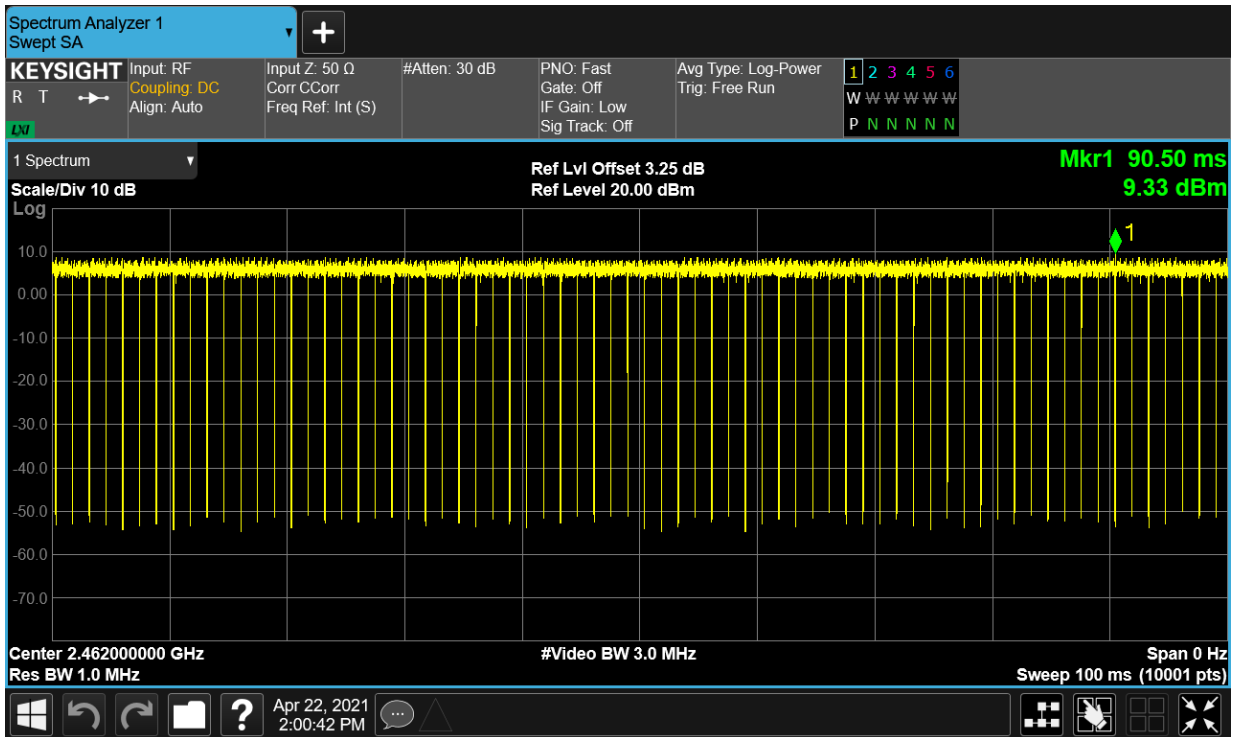 Spectrum Analyzer 1
Swept SA
KEYSIGHT
R T
LXI
Input: RF
Coupling: DC
Align: Auto
Input Z: 50 Ω
Corr CCorr
Freq Ref: Int (S)
#Atten: 30 dB
PNO: Fast
Gate: Off
IF Gain: Low
Sig Track: Off
Avg Type: Log-Power
Trig: Free Run
1 2 3 4 5 6
W W W W W W
P N N N N N
1 Spectrum
Scale/Div 10 dB
Log
Ref Lvl Offset 3.25 dB
Ref Level 20.00 dBm
Mkr1 90.50 ms
9.33 dBm
1
10.0
0.00
-10.0
-20.0
-30.0
-40.0
-50.0
-60.0
-70.0
Center 2.462000000 GHz
#Video BW 3.0 MHz
Span 0 Hz
Res BW 1.0 MHz
Sweep 100 ms (10001 pts)
?
Apr 22, 2021
2:00:42 PM